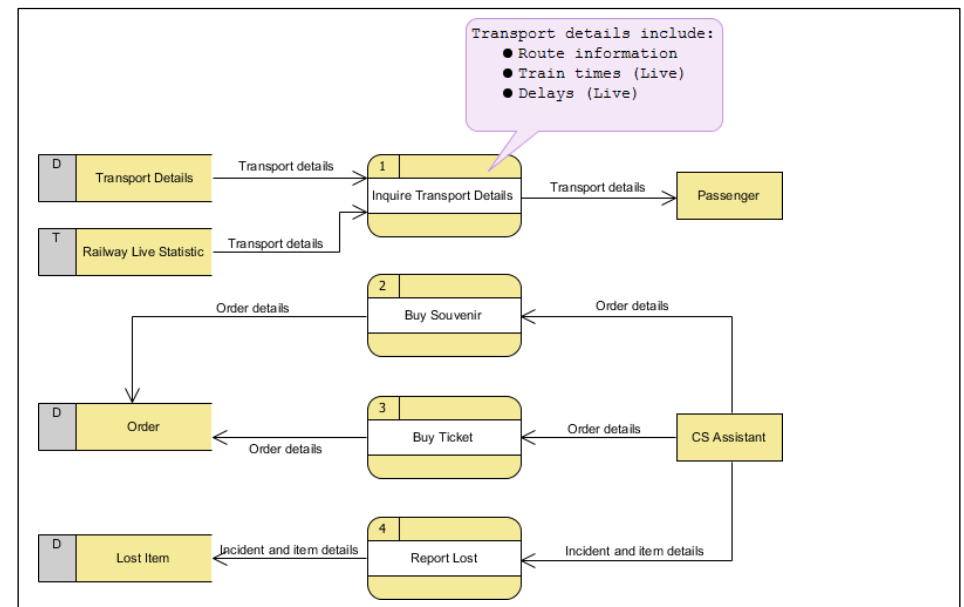 Transport details include:
● Route information
● Train times (Live)
● Delays (Live)
D
Transport Details
Transport details
1
Inquire Transport Details
Transport details
Passenger
T
Railway Live Statistic
Transport details
2
Buy Souvenir
Order details
Order details
D
Order
Order details
3
Buy Ticket
Order details
CS Assistant
D
Lost Item
Incident and item details
4
Report Lost
Incident and item details